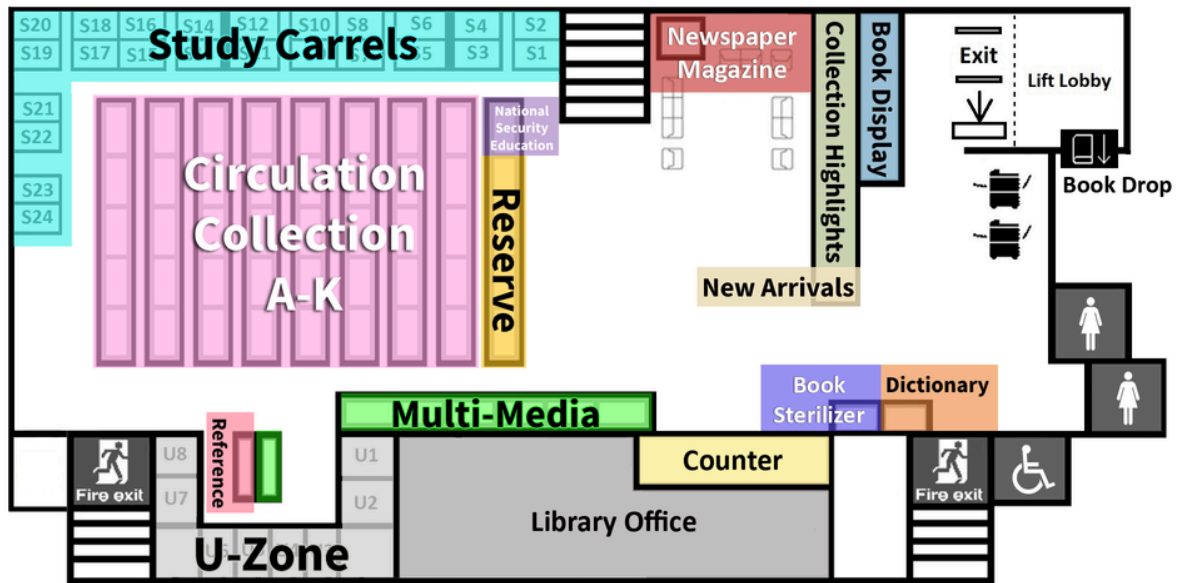 S20
S18
S16
S14
S12
S10
S8
S6
S4
S2
Study Carrels
S19
S17
S3
S1
S21
S22
S23
S24
Newspaper
Magazine
Collection Highlights
Book Display
Exit
Lift Lobby
Book Drop
National
Security
Education
Circulation
Collection
A-K
Reserve
New Arrivals
Book
Sterilizer
Dictionary
Multi-Media
Reference
Fire exit
U8
U7
U1
U2
U-Zone
Counter
Library Office
Fire exit